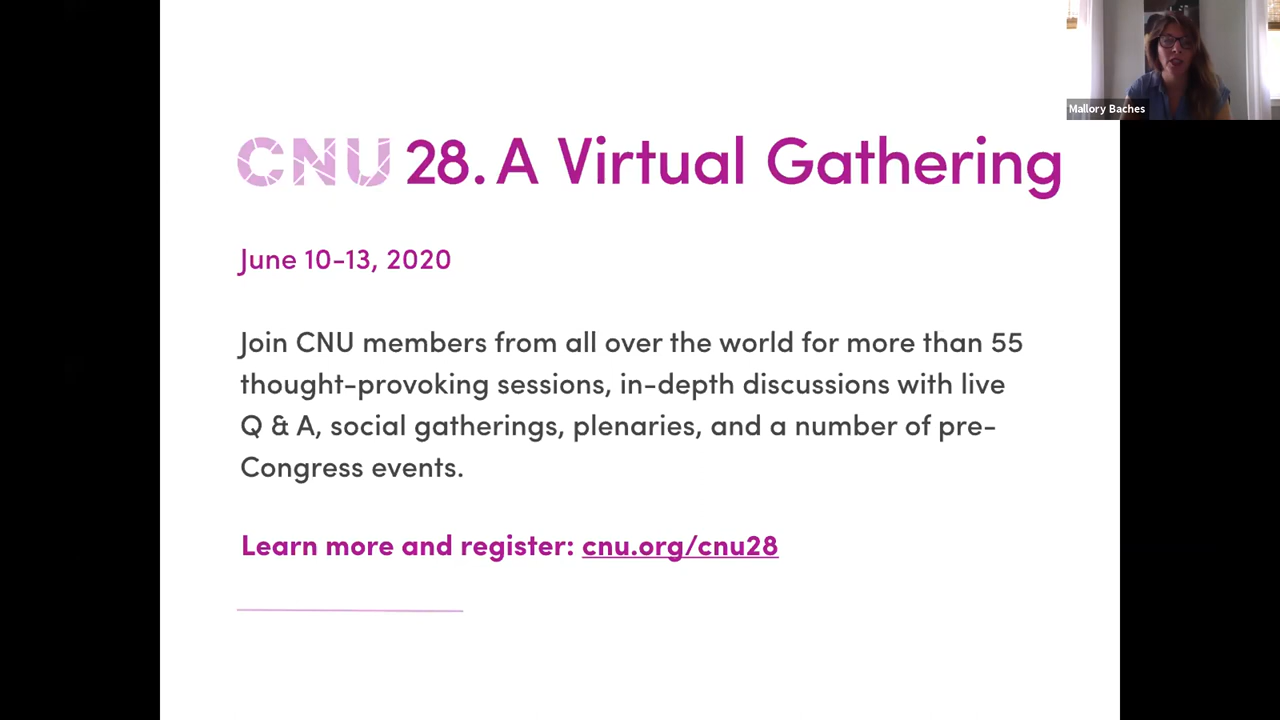 Mallory Baches
CNU 28. A Virtual Gathering
June 10-13, 2020
Join CNU members from all over the world for more than 55
thought-provoking sessions, in-depth discussions with live
Q & A, social gatherings, plenaries, and a number of pre-
Congress events.
Learn more and register: cnu.org/cnu28